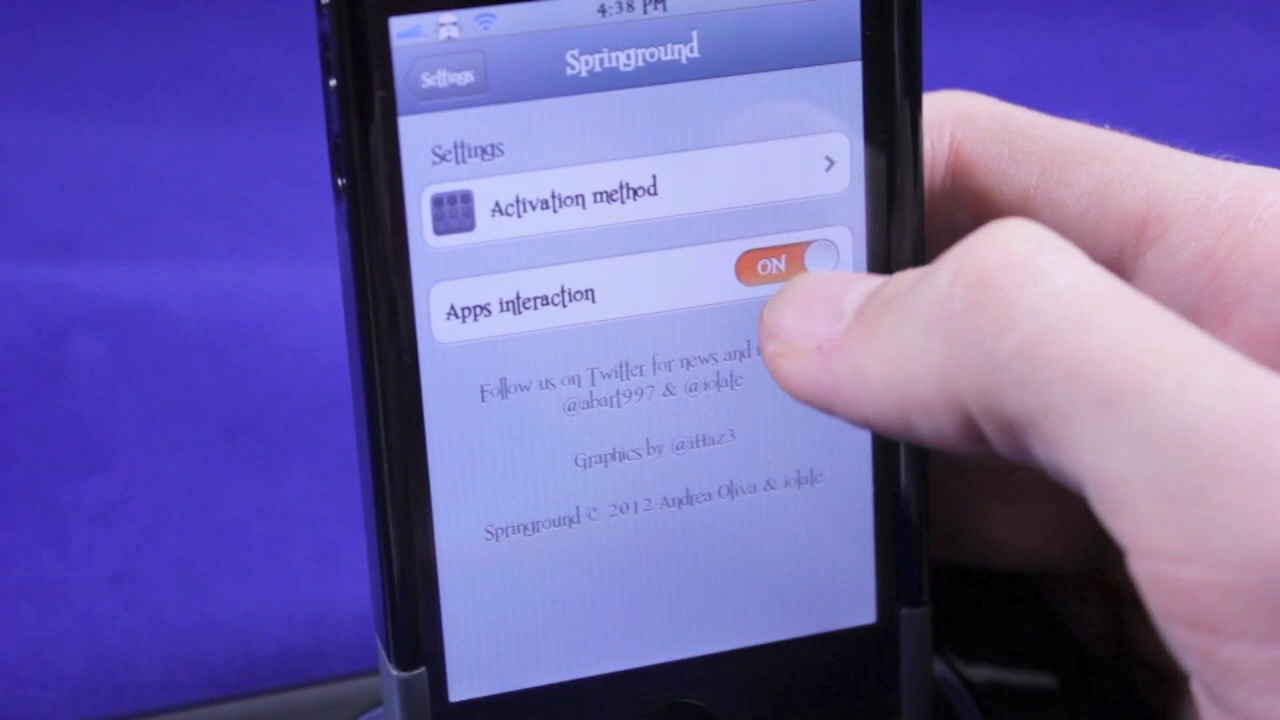 4:38 PM
Settings
Springround
Settings
Activation method
Apps interaction
ON
Follow us on Twitter for news and
@abart997 & @iolate
Graphics by @iHaz3
Springround © 2012 Andrea Oliva & iolate